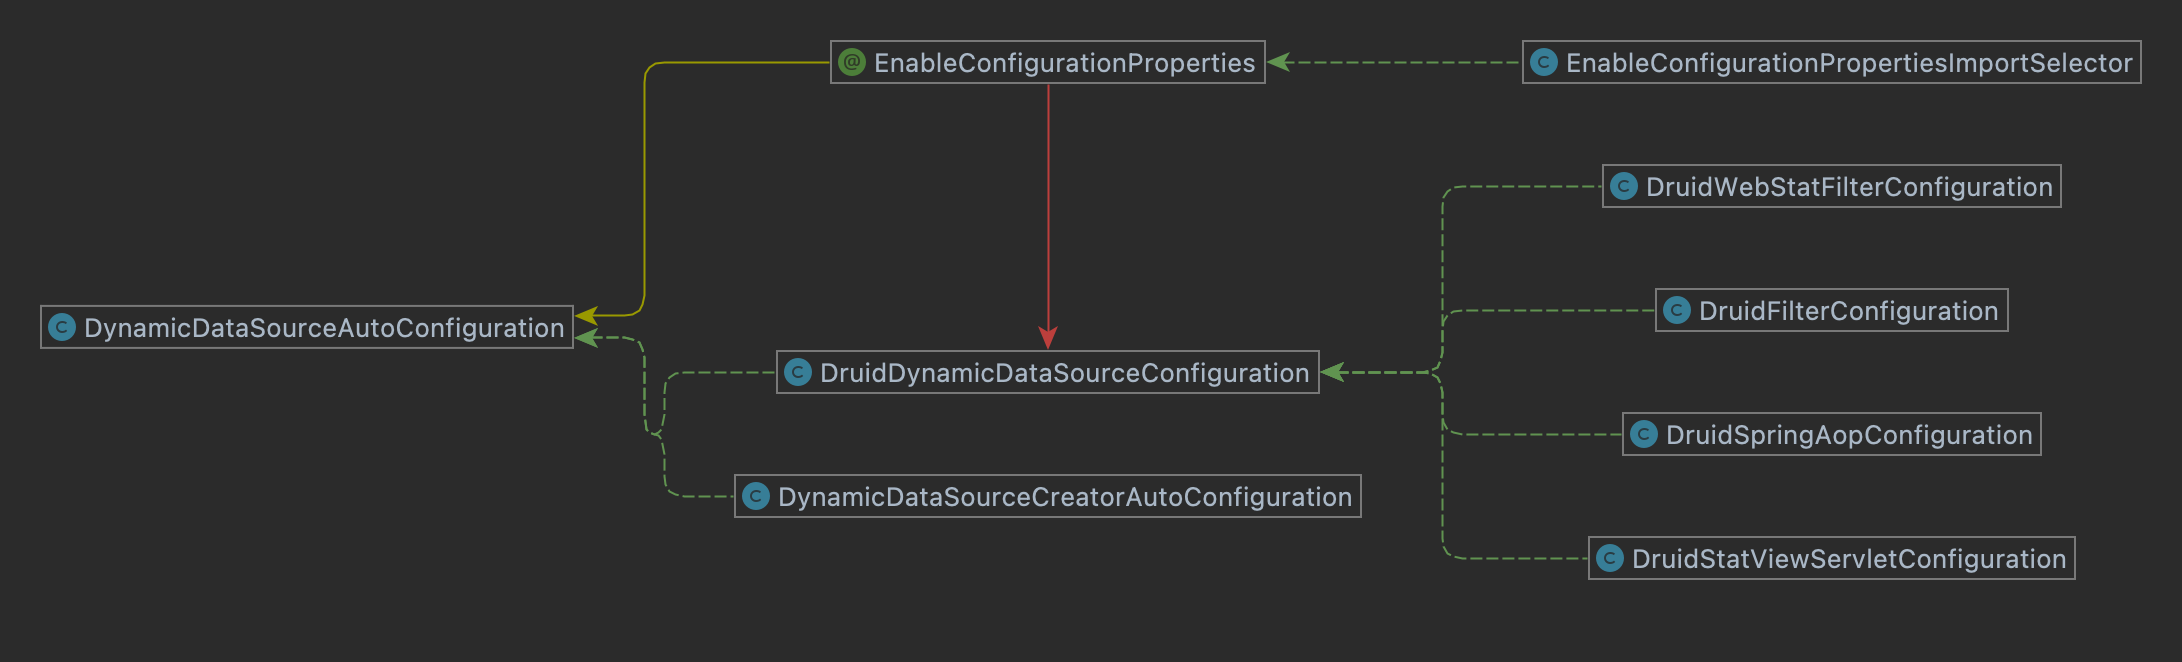 @ EnableConfigurationProperties
C EnableConfigurationPropertiesImportSelector
C DruidWebStatFilterConfiguration
C DruidFilterConfiguration
C DynamicDataSourceAutoConfiguration
C DruidDynamicDataSourceConfiguration
C DruidSpringAopConfiguration
C DynamicDataSourceCreatorAutoConfiguration
C DruidStatViewServletConfiguration